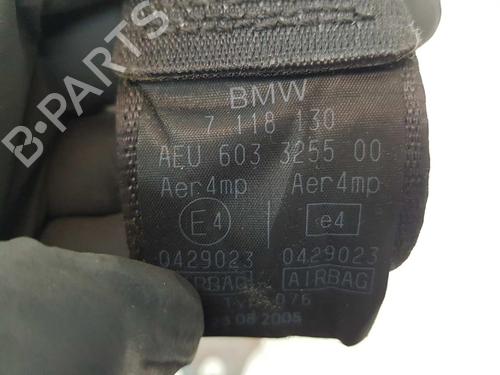 B-PARTS
BMW
7 118 130
AEU 603 3255 00
Aer4mp Aer4mp
E4 e4
0429023 0429023
AIRBAG AIRBAG
076
08 2005